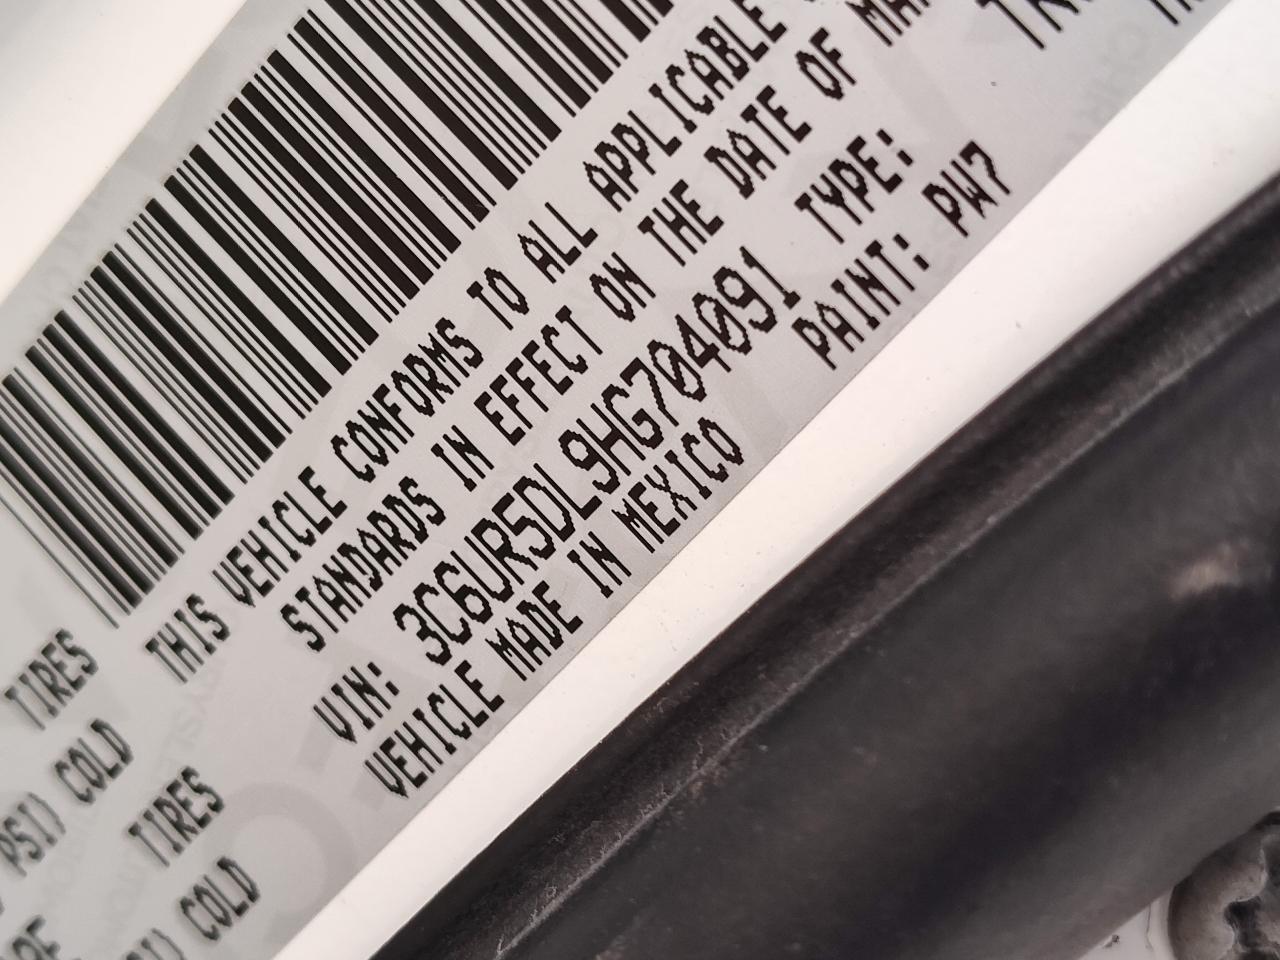 THIS VEHICLE CONFORMS TO ALL APPLICABLE
STANDARDS IN EFFECT ON THE DATE OF
VIN: 3C6UR5DL9HG704091 TYPE:
VEHICLE MADE IN MEXICO PAINT: PW7
TIRES
PSI) COLD
TIRES
COLD